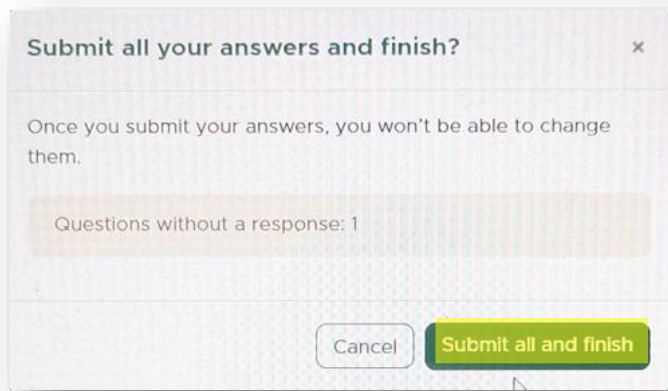 Submit all your answers and finish?
×
Once you submit your answers, you won't be able to change
them.
Questions without a response: 1
Cancel
Submit all and finish